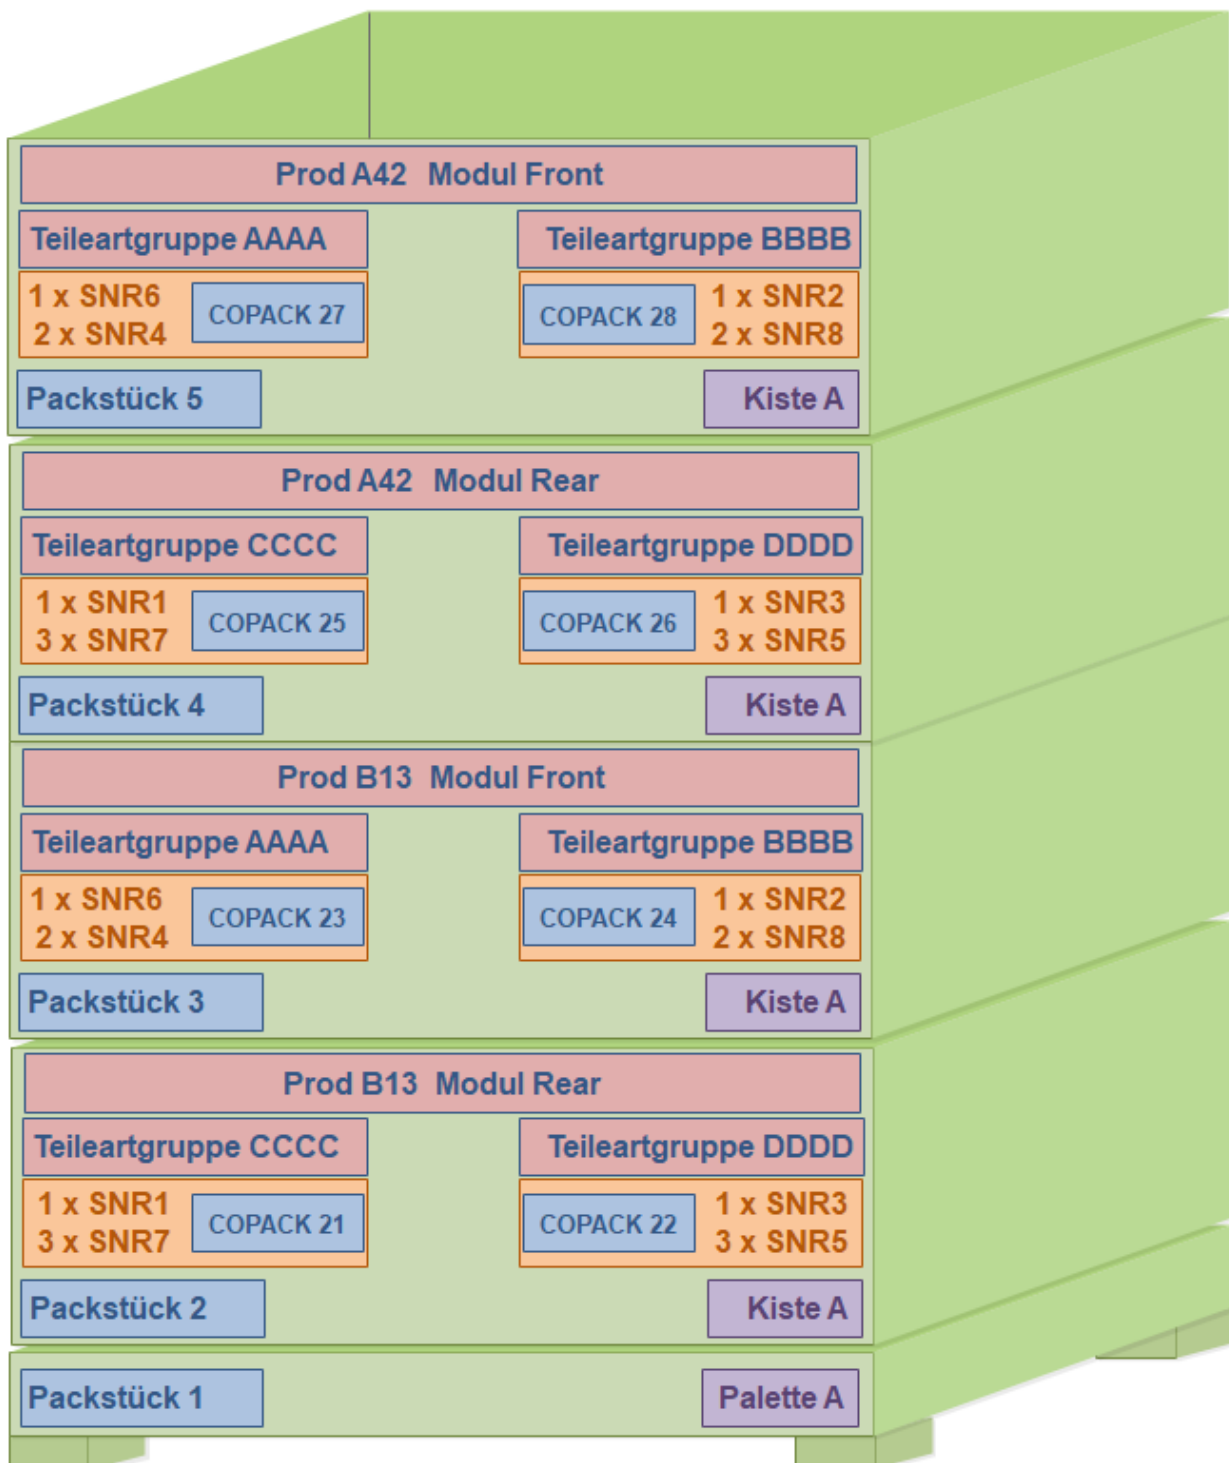 Prod A42 Modul Front
Teileartgruppe AAAA
Teileartgruppe BBBB
1 x SNR6
2 x SNR4
COPACK 27
COPACK 28
1 x SNR2
2 x SNR8
Packstück 5
Kiste A
Prod A42 Modul Rear
Teileartgruppe CCCC
Teileartgruppe DDDD
1 x SNR1
3 x SNR7
COPACK 25
COPACK 26
1 x SNR3
3 x SNR5
Packstück 4
Kiste A
Prod B13 Modul Front
Teileartgruppe AAAA
Teileartgruppe BBBB
1 x SNR6
2 x SNR4
COPACK 23
COPACK 24
1 x SNR2
2 x SNR8
Packstück 3
Kiste A
Prod B13 Modul Rear
Teileartgruppe CCCC
Teileartgruppe DDDD
1 x SNR1
3 x SNR7
COPACK 21
COPACK 22
1 x SNR3
3 x SNR5
Packstück 2
Kiste A
Packstück 1
Palette A